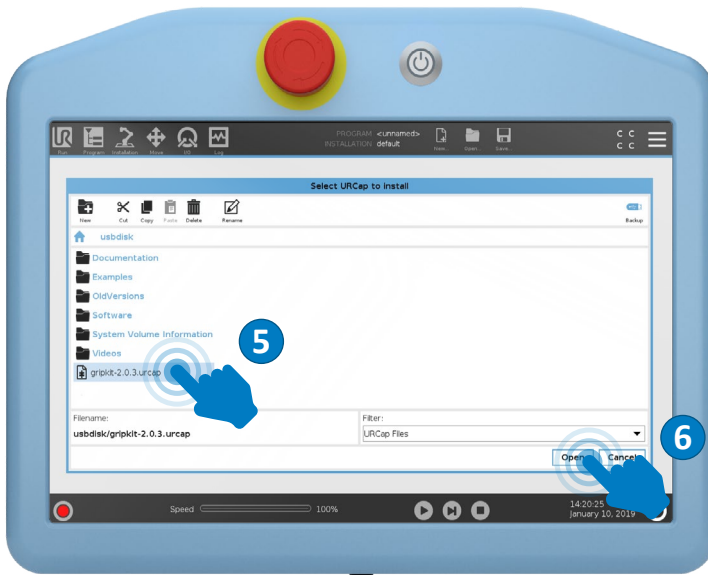 UR
PROGRAM <unnamed>
INSTALLATION default
Run Program Installation Move I/O Log
New... Open... Save...
C C
C C
Select URCap to install
New Cut Copy Paste Delete Rename
Backup
usbdisk
Documentation
Examples
OldVersions
Software
System Volume Information
Videos
gripkit-2.0.3.urcap
5
Filename:
usbdisk/gripkit-2.0.3.urcap
Filter:
URCap Files
6
Open Cancel
Speed 100%
14:20:25
January 10, 2019